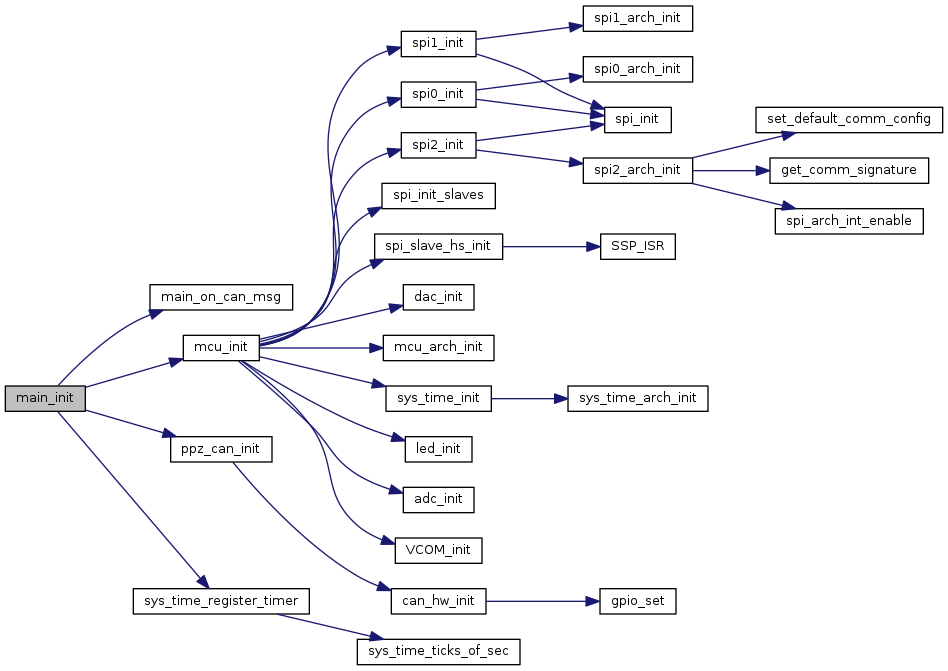 spi1_arch_init
spi1_init
spi0_arch_init
spi0_init
spi_init
set_default_comm_config
spi2_init
spi2_arch_init
get_comm_signature
spi_init_slaves
spi_arch_int_enable
spi_slave_hs_init
SSP_ISR
main_on_can_msg
dac_init
mcu_init
mcu_arch_init
main_init
sys_time_init
sys_time_arch_init
ppz_can_init
led_init
adc_init
VCOM_init
sys_time_register_timer
can_hw_init
gpio_set
sys_time_ticks_of_sec